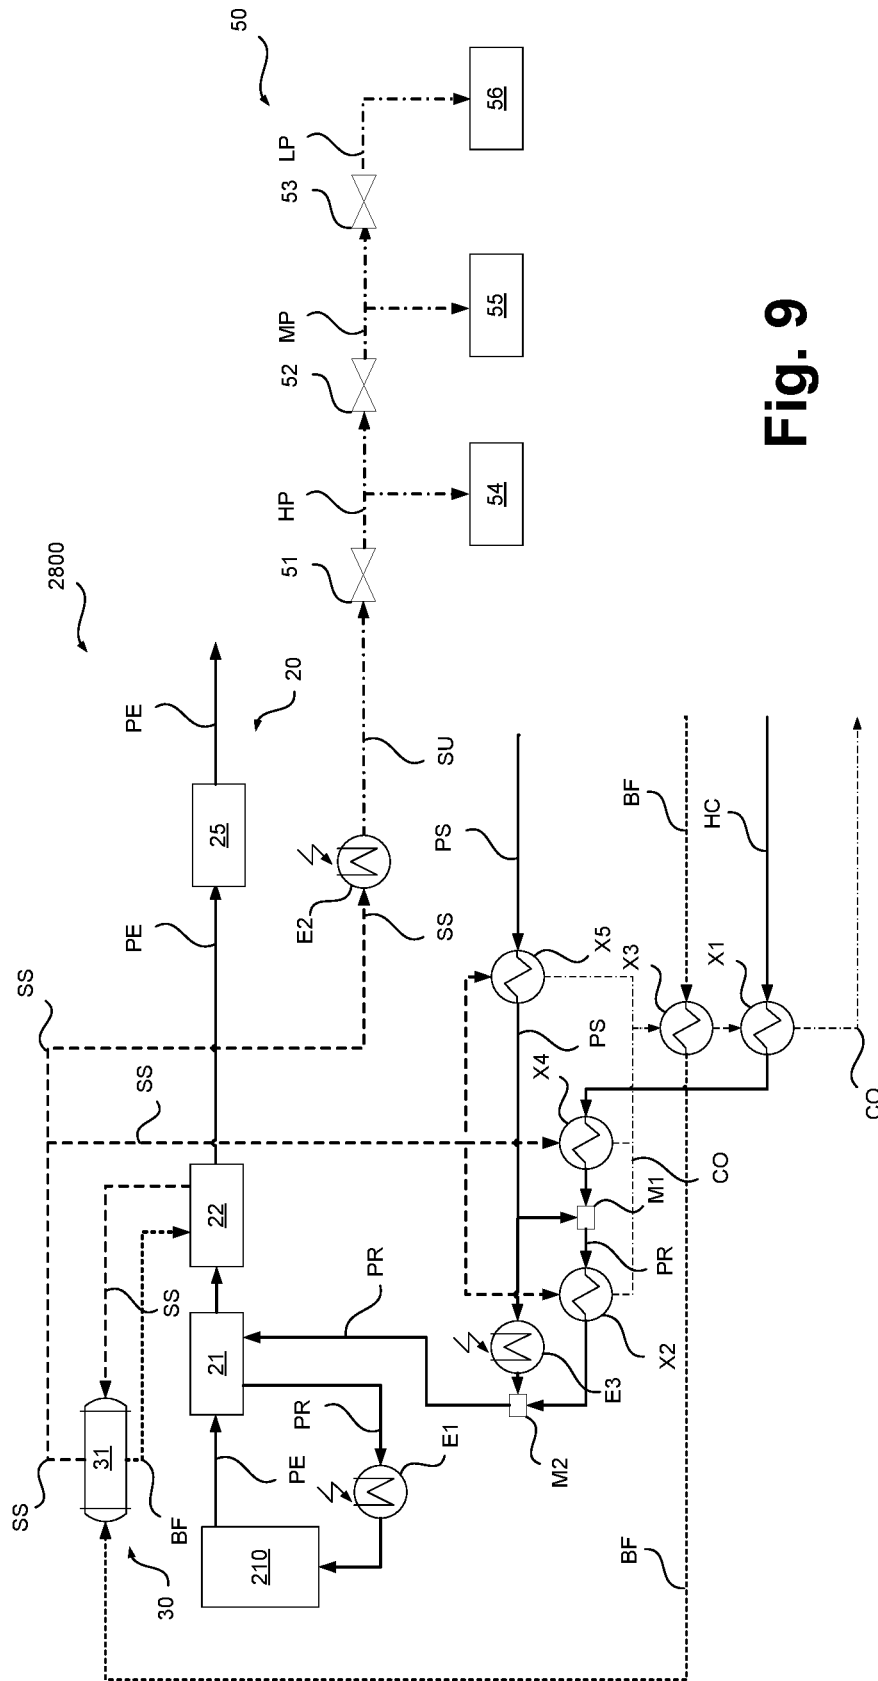 SS
SS
2800
31
SS
SS
PE
PE
BF
30
22
25
20
50
21
210
PE
PR
PR
E2
51
HP
52
MP
53
LP
E1
SS
SU
PS
54
55
56
M2
E3
X4
PS
X5
BF
X2
PR
M1
CO
X3
BF
X1
HC
CO
Fig. 9